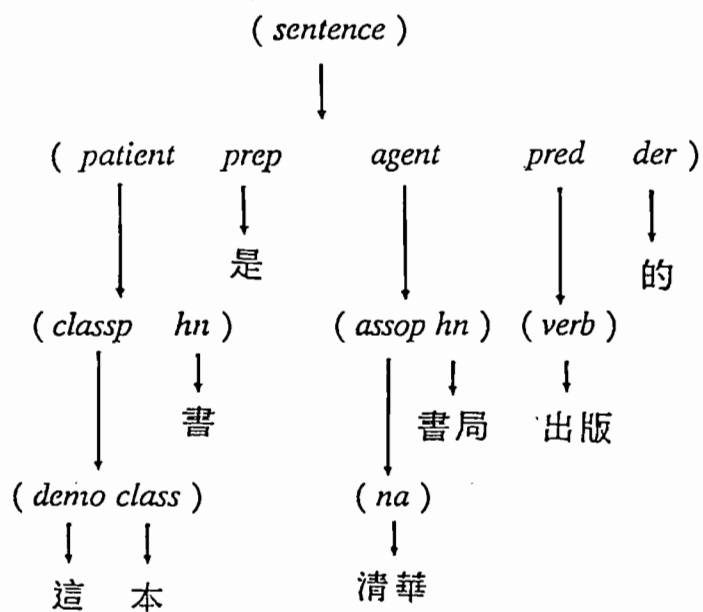 ( sentence )
( patient prep agent pred der )
是 的
( classp hn ) ( assop hn ) ( verb )
書 書局 出版
( demo class ) ( na )
這 本 清華